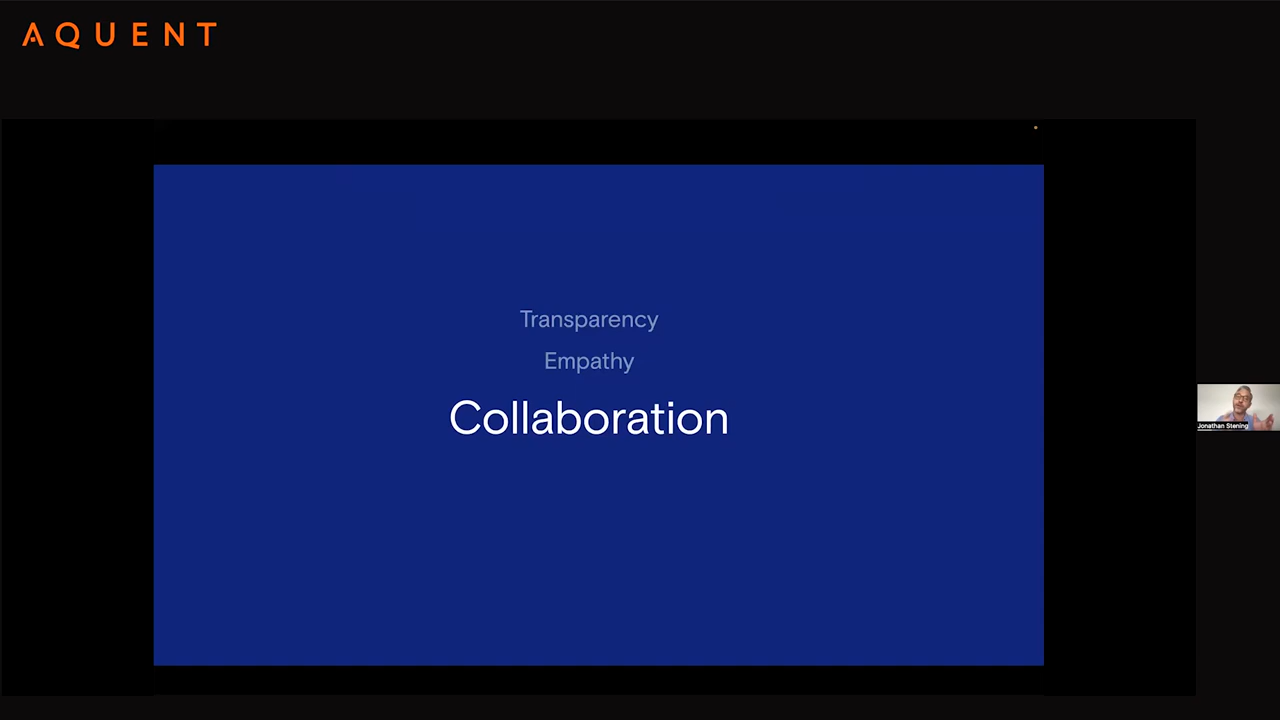 AQUENT
Transparency
Empathy
Collaboration
Jonathan Stening